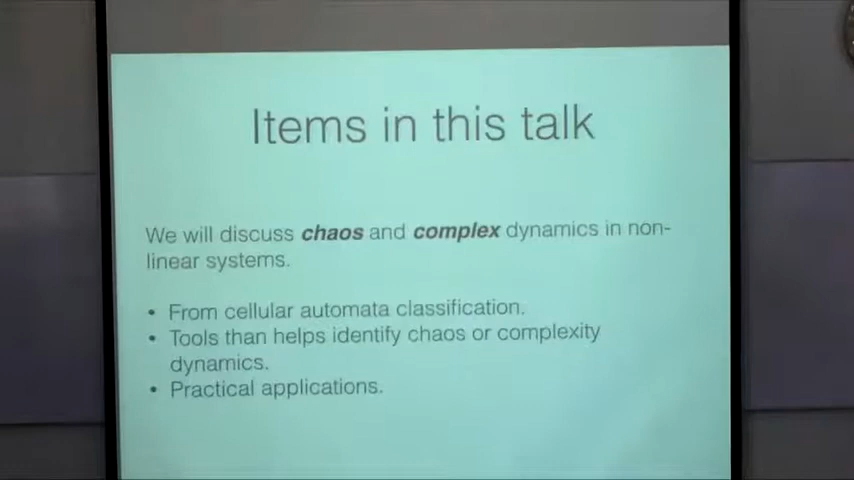 Items in this talk
We will discuss chaos and complex dynamics in non-
linear systems.
• From cellular automata classification.
• Tools than helps identify chaos or complexity
dynamics.
• Practical applications.